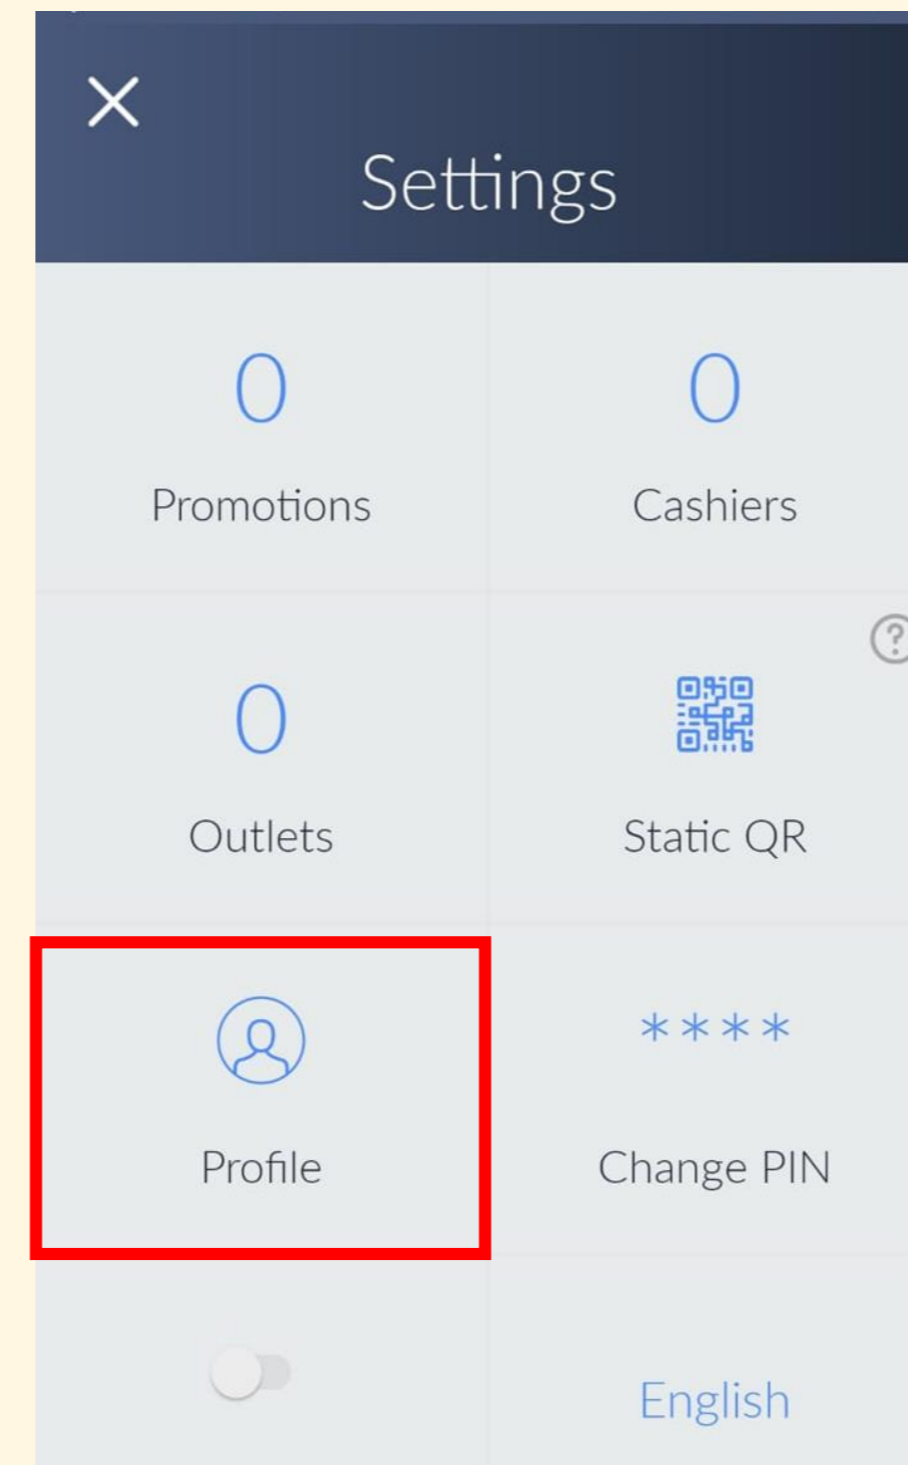 Settings
0 0
Promotions Cashiers
?
0
Outlets Static QR
****
Profile Change PIN
English